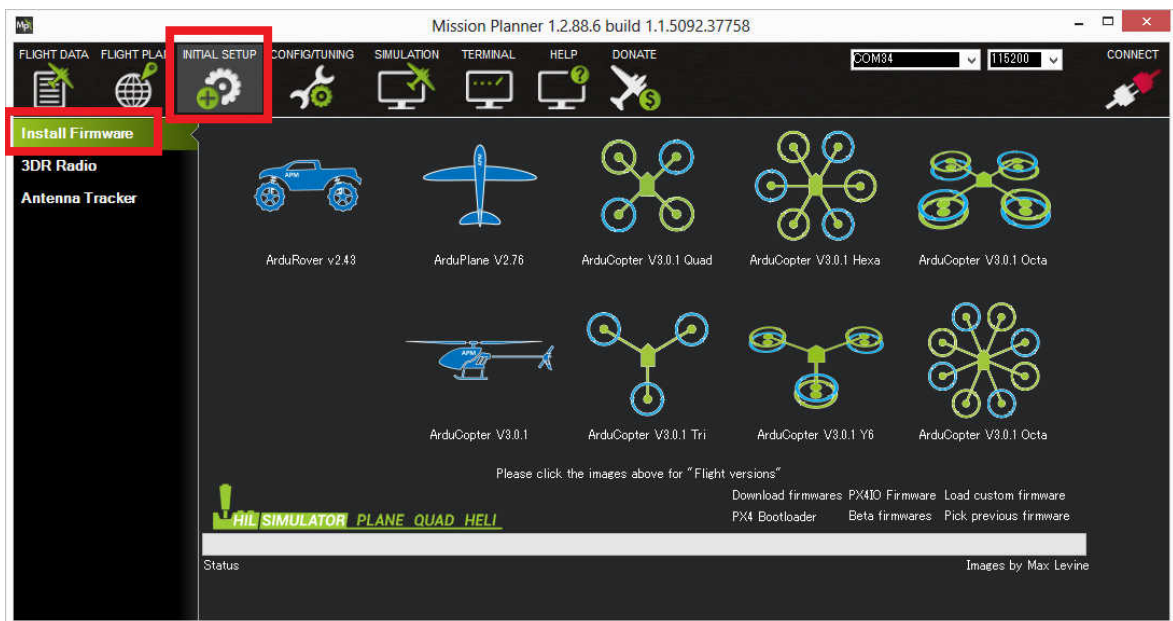 Mission Planner 1.2.88.6 build 1.1.5092.37758
FLIGHT DATA FLIGHT PLAN INITIAL SETUP CONFIG/TUNING SIMULATION TERMINAL HELP DONATE COM34 115200 CONNECT
Install Firmware
3DR Radio
Antenna Tracker
APM APM
ArduRover v2.43 ArduPlane V2.76 ArduCopter V3.0.1 Quad ArduCopter V3.0.1 Hexa ArduCopter V3.0.1 Octa
APM
ArduCopter V3.0.1 ArduCopter V3.0.1 Tri ArduCopter V3.0.1 Y6 ArduCopter V3.0.1 Octa
Please click the images above for "Flight versions"
Download firmwares PX4IO Firmware Load custom firmware
HIL SIMULATOR PLANE QUAD HELI PX4 Bootloader Beta firmwares Pick previous firmware
Status Images by Max Levine